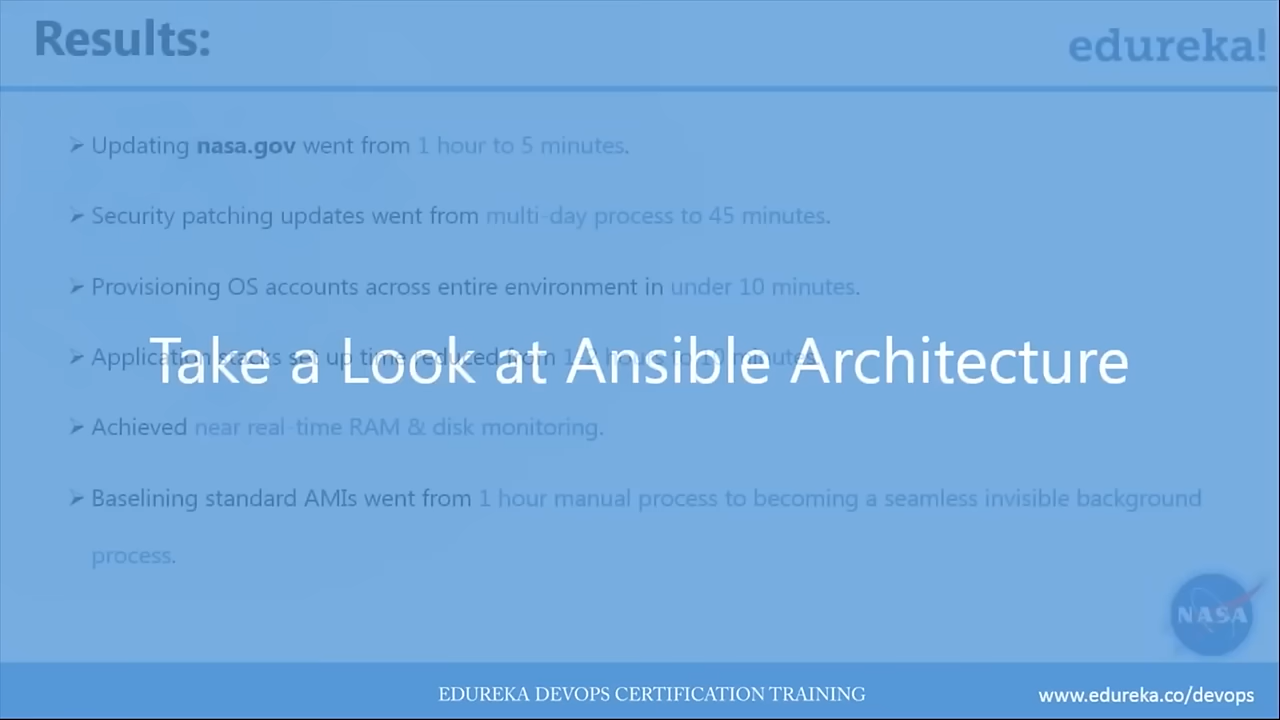 Results:
edureka!
➤ Updating nasa.gov went from 1 hour to 5 minutes.
➤ Security patching updates went from multi-day process to 45 minutes.
➤ Provisioning OS accounts across entire environment in under 10 minutes.
➤ Application stacks set up time reduced from hours to 10 minutes.
Take a Look at Ansible Architecture
➤ Achieved near real-time RAM & disk monitoring.
➤ Baselining standard AMIs went from 1 hour manual process to becoming a seamless invisible background
process.
NASA
EDUREKA DEVOPS CERTIFICATION TRAINING
www.edureka.co/devops